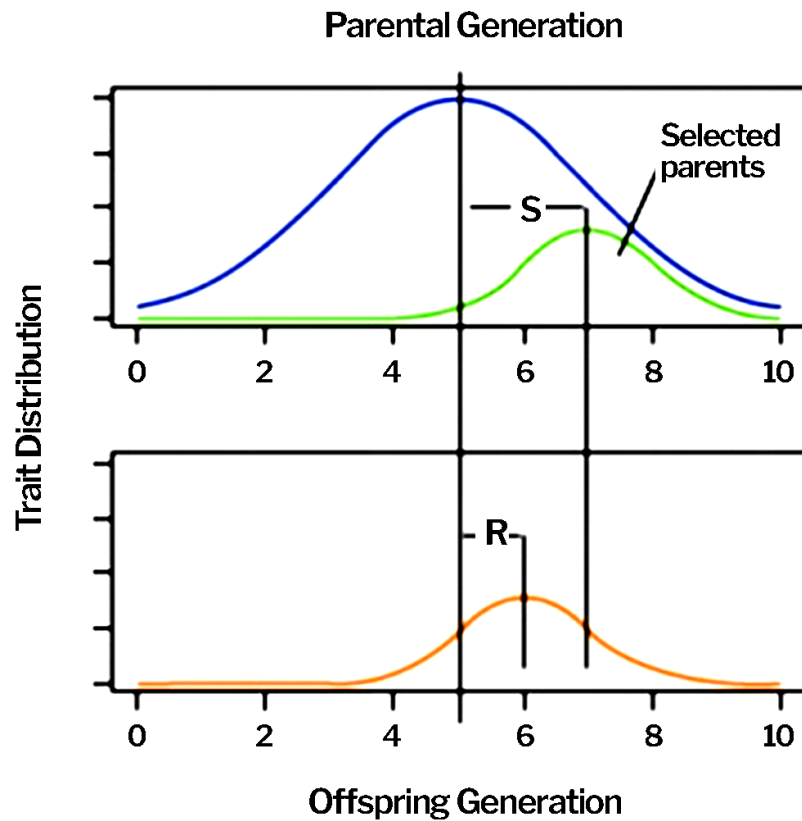 Parental Generation
Selected
parents
S
0 2 4 6 8 10
Trait Distribution
R
0 2 4 6 8 10
Offspring Generation